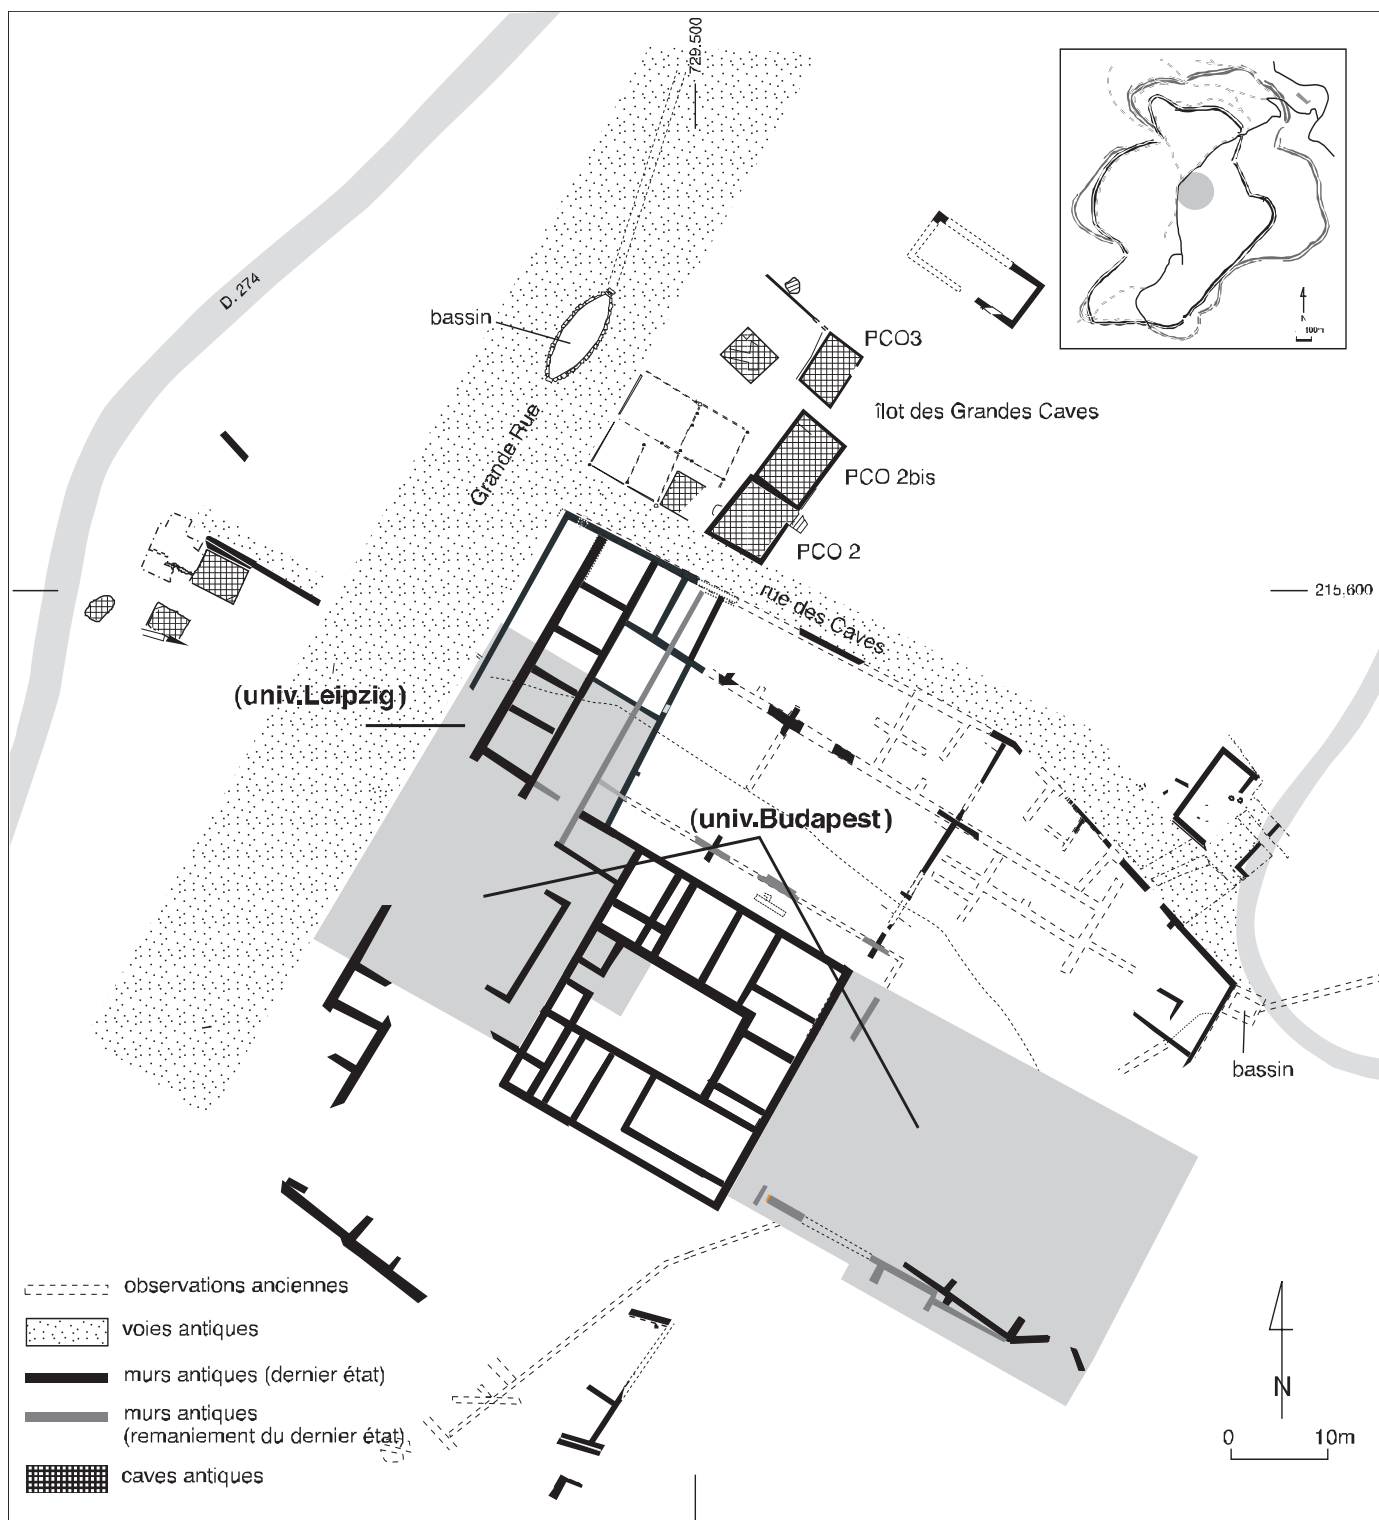 729.500
D. 274
bassin
PCO3
îlot des Grandes Caves
Grande Rue
PCO 2bis
PCO 2
215.600
rue des Caves
(univ.Leipzig)
(univ.Budapest)
bassin
observations anciennes
voies antiques
murs antiques (dernier état)
murs antiques
(remaniement du dernier état)
caves antiques
N
0 10m
N
100m